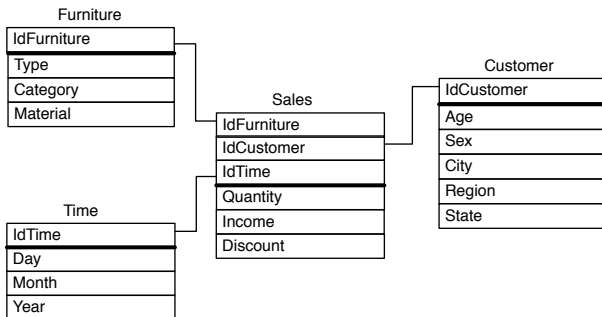 Furniture
IdFurniture
Type
Category
Material
Time
IdTime
Day
Month
Year
Sales
IdFurniture
IdCustomer
IdTime
Quantity
Income
Discount
Customer
IdCustomer
Age
Sex
City
Region
State